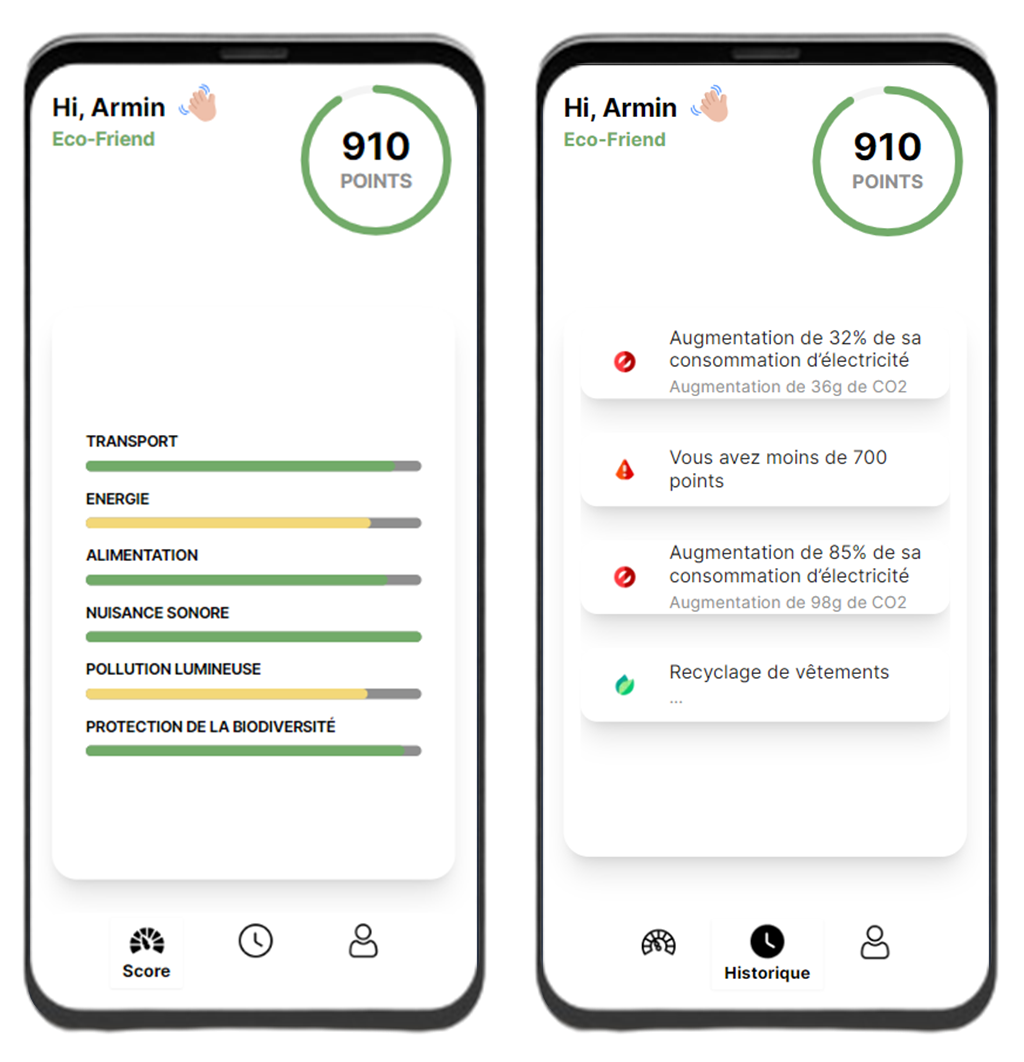 Hi, Armin
Eco-Friend
910
POINTS
TRANSPORT
ENERGIE
ALIMENTATION
NUISANCE SONORE
POLLUTION LUMINEUSE
PROTECTION DE LA BIODIVERSITÉ
Score
Hi, Armin
Eco-Friend
910
POINTS
Augmentation de 32% de sa
consommation d'électricité
Augmentation de 36g de CO2
Vous avez moins de 700
points
Augmentation de 85% de sa
consommation d'électricité
Augmentation de 98g de CO2
Recyclage de vêtements
...
Historique